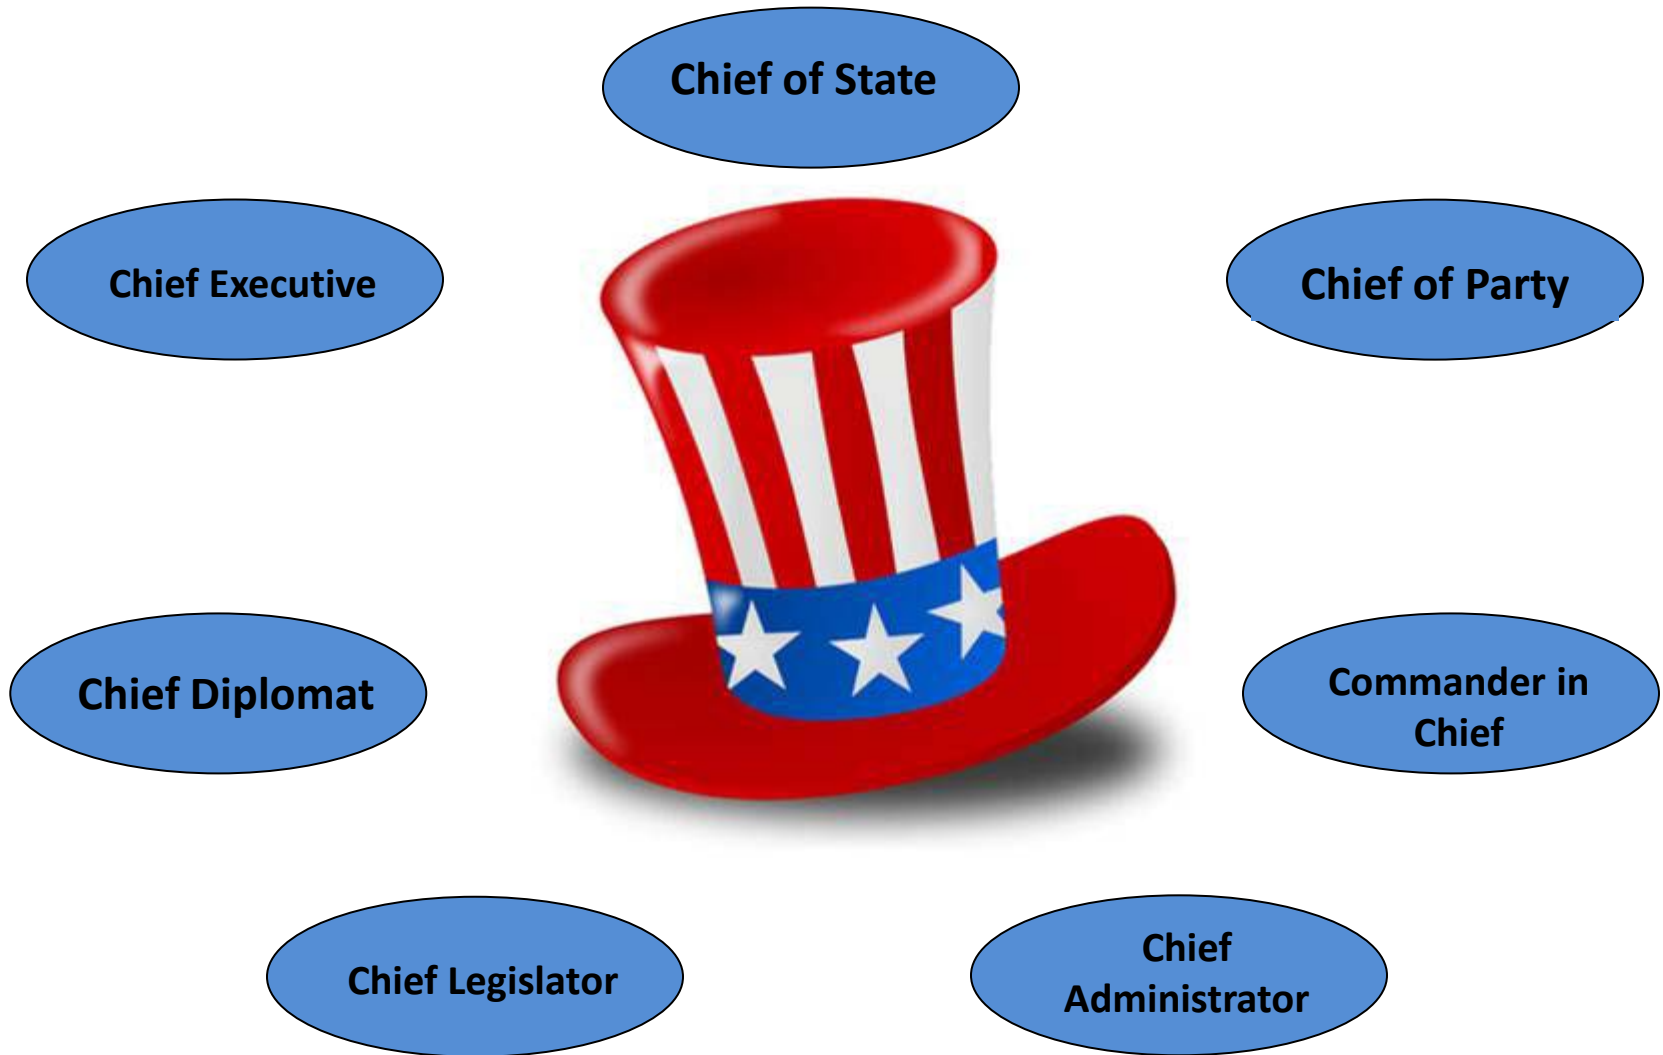 Chief of State
Chief Executive
Chief of Party
Chief Diplomat
Commander in
Chief
Chief Legislator
Chief
Administrator